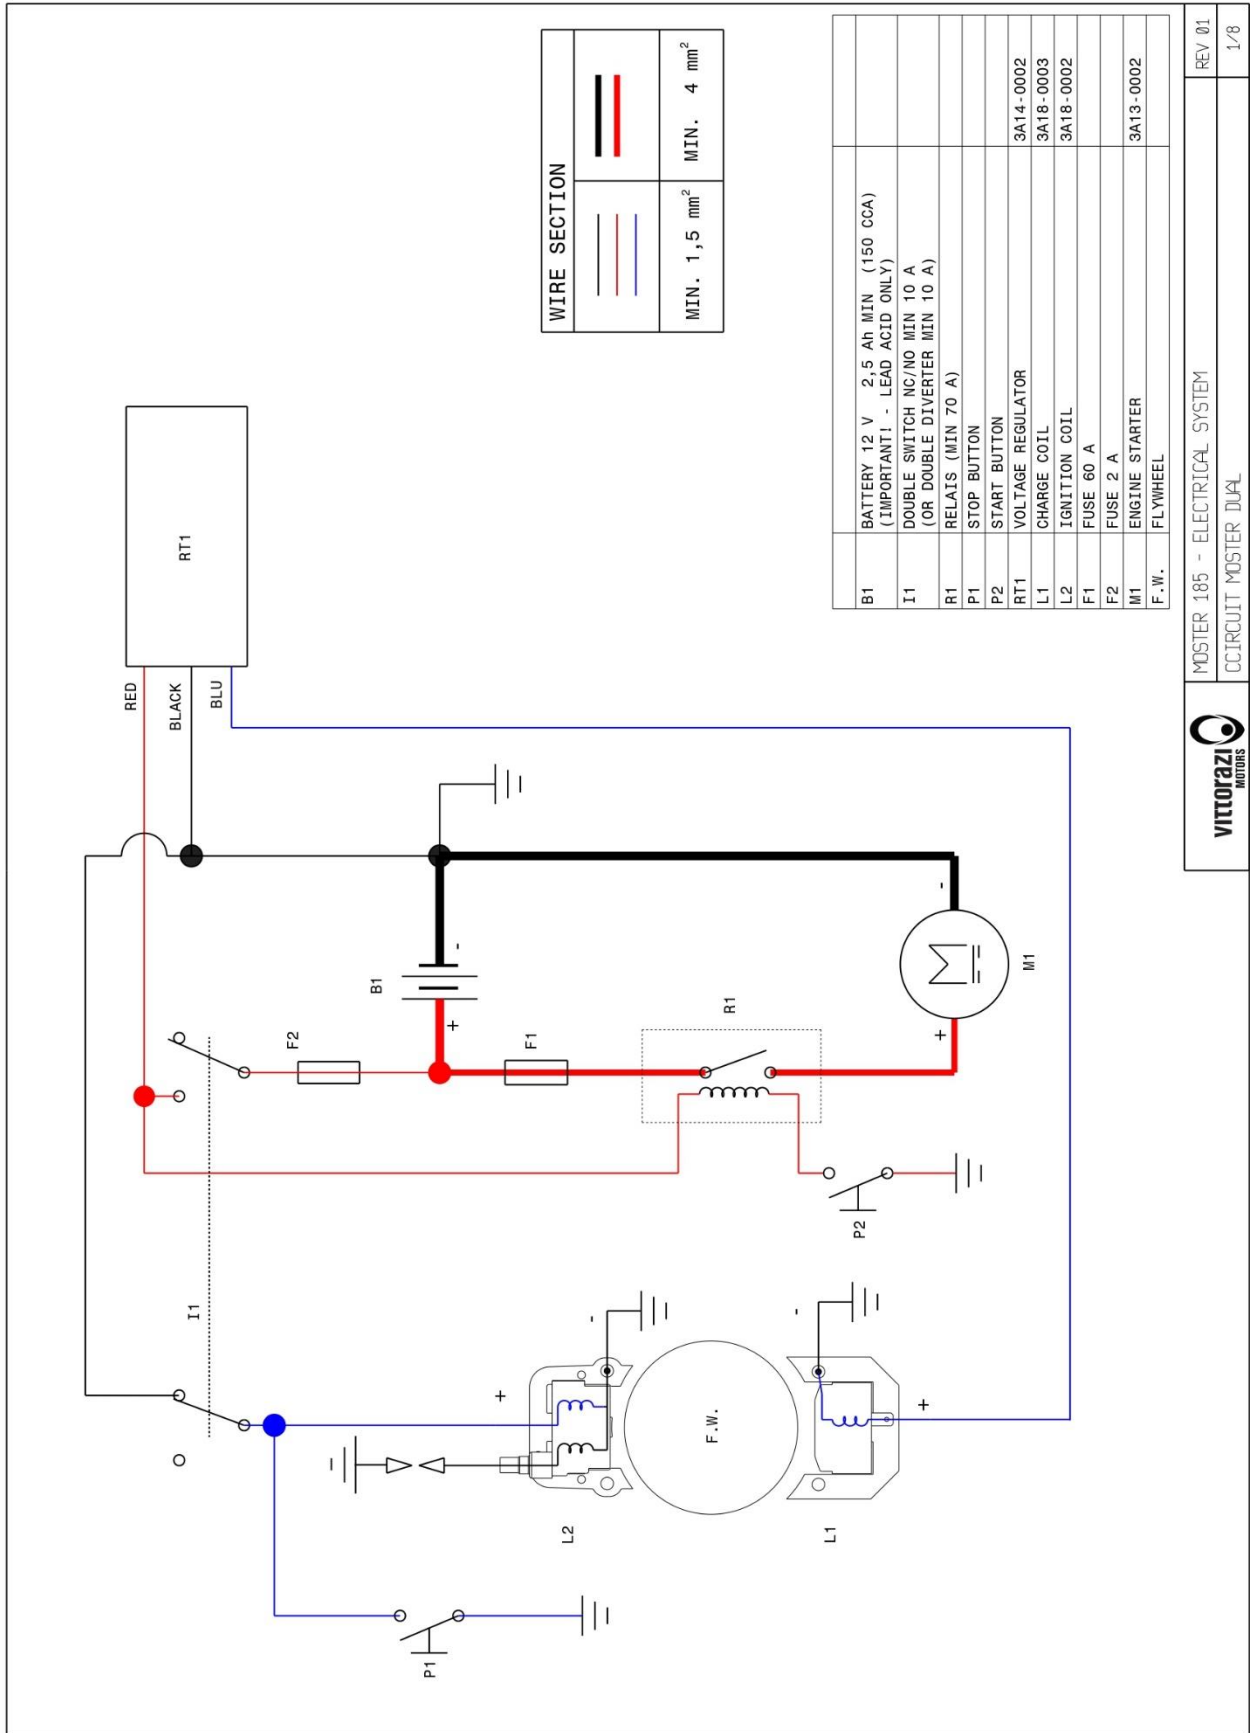 RT1
RED
BLACK
BLU
I1
F2
B1
+
-
F1
R1
+
M
-
M1
P2
P1
L2
+
-
F.W.
L1
-
+
WIRE SECTION
MIN. 1,5 mm²	MIN. 4 mm²
B1	BATTERY 12 V 2,5 Ah MIN (150 CCA)
(IMPORTANT! - LEAD ACID ONLY)
I1	DOUBLE SWITCH NC/NO MIN 10 A
(OR DOUBLE DIVERTER MIN 10 A)
R1	RELAIS (MIN 70 A)
P1	STOP BUTTON
P2	START BUTTON
RT1	VOLTAGE REGULATOR	3A14-0002
L1	CHARGE COIL	3A18-0003
L2	IGNITION COIL	3A18-0002
F1	FUSE 60 A
F2	FUSE 2 A
M1	ENGINE STARTER	3A13-0002
F.W.	FLYWHEEL
vittorazi
MOTORS
MOSTER 185 - ELECTRICAL SYSTEM	REV 01
CCIRCUIT MOSTER DUAL	1/8